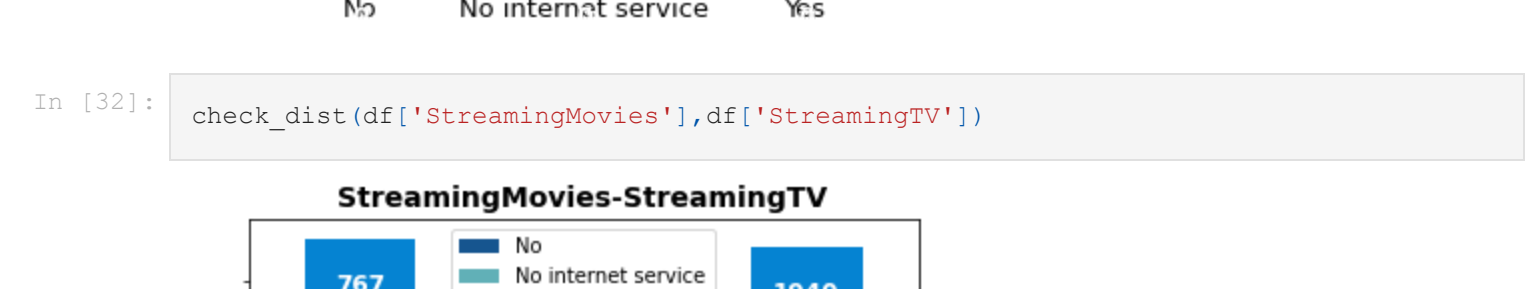 No No internet service Yes
In [32]:
check_dist(df['StreamingMovies'],df['StreamingTV'])
StreamingMovies-StreamingTV
No
No internet service
767